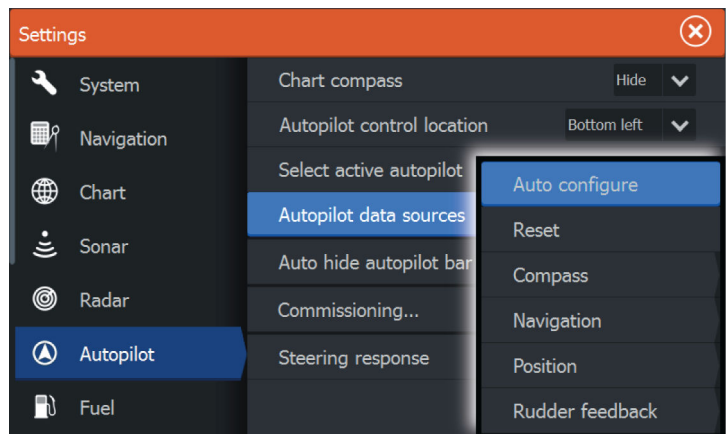 Settings
System
Navigation
Chart
Sonar
Radar
Autopilot
Fuel
Chart compass Hide
Autopilot control location Bottom left
Select active autopilot
Autopilot data sources
Auto hide autopilot bar
Commissioning...
Steering response
Auto configure
Reset
Compass
Navigation
Position
Rudder feedback